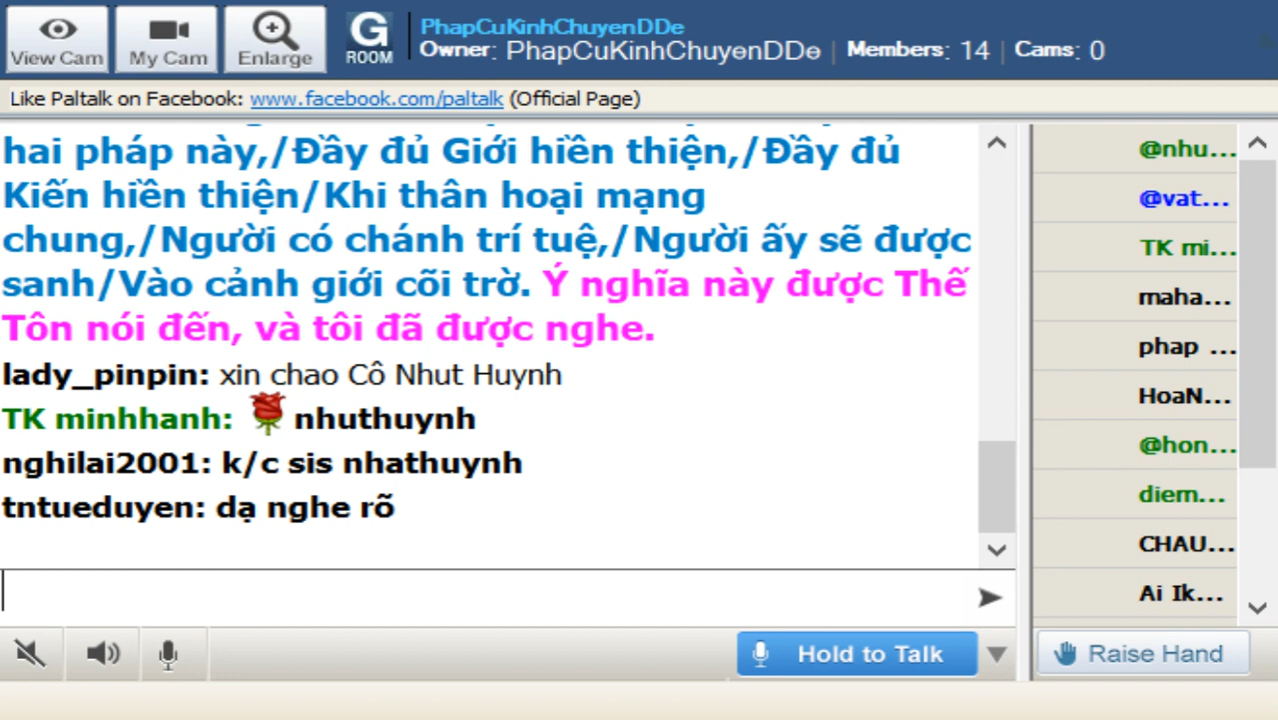 View Cam
My Cam
Enlarge
G
ROOM
PhapCuKinhChuyenDDe
Owner: PhapCuKinhChuyenDDe | Members: 14 | Cams: 0
Like Paltalk on Facebook: www.facebook.com/paltalk (Official Page)
hai pháp này,/Đầy đủ Giới hiền thiện,/Đầy đủ
Kiến hiền thiện/Khi thân hoại mạng
chung,/Người có chánh trí tuệ,/Người ấy sẽ được
sanh/Vào cảnh giới cõi trờ. Ý nghĩa này được Thế
Tôn nói đến, và tôi đã được nghe.
lady_pinpin: xin chao Cô Nhut Huynh
TK minhhanh: nhuthuynh
nghilai2001: k/c sis nhathuynh
tntueduyen: dạ nghe rõ
@nhu...
@vat...
TK mi...
maha...
phap ...
HoaN...
@hon...
diem...
CHAU...
Ai Ik...
Hold to Talk
Raise Hand